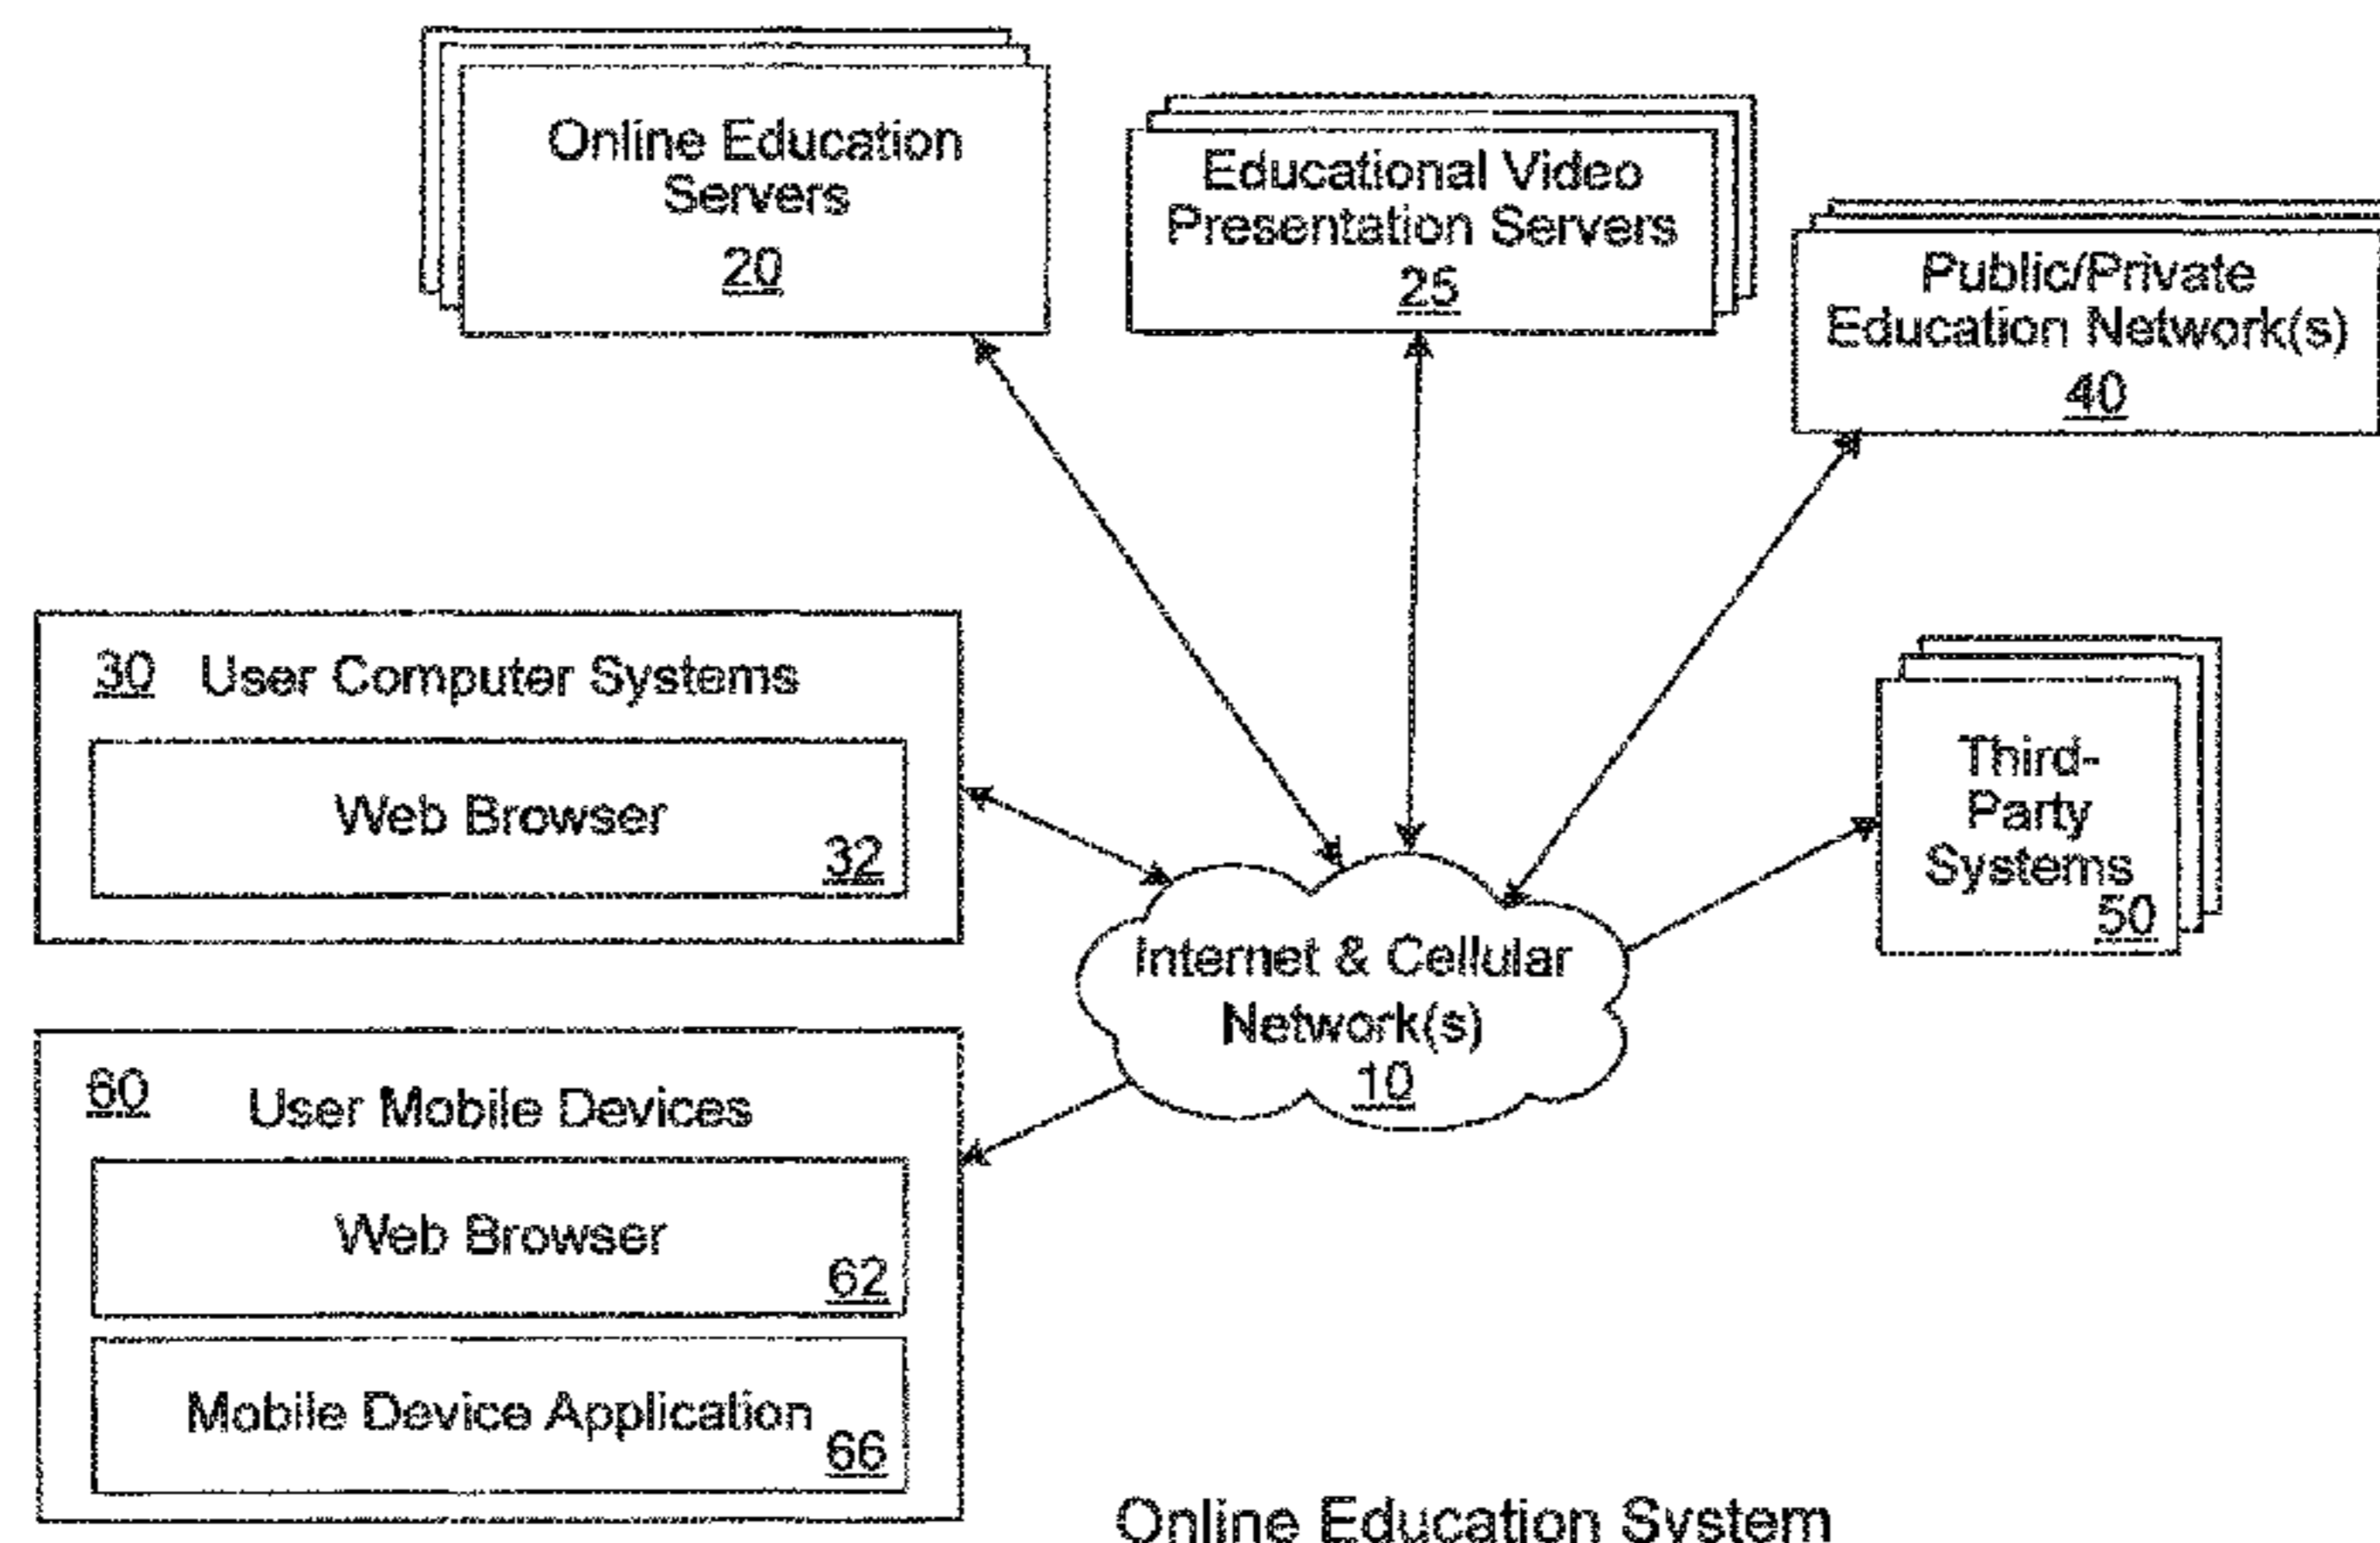 Online Education
Servers
20
Educational Video
Presentation Servers
25
Public/Private
Education Network(s)
40
30 User Computer Systems
Web Browser
32
Third-
Party
Systems
50
Internet & Cellular
Network(s)
10
60 User Mobile Devices
Web Browser
62
Mobile Device Application
66
Online Education System